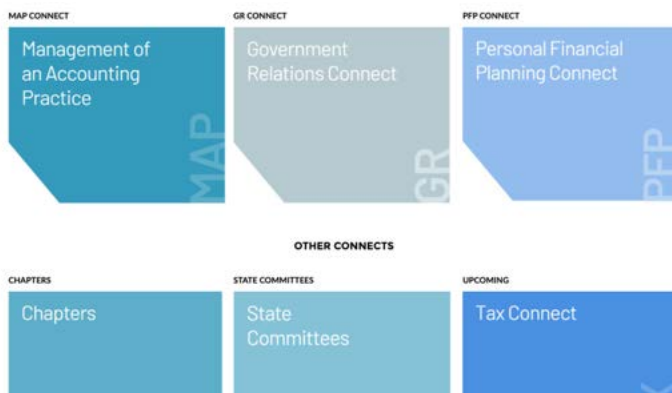 MAP CONNECT
GR CONNECT
PFP CONNECT
Management of
an Accounting
Practice
MAP
Government
Relations Connect
GR
Personal Financial
Planning Connect
PFP
OTHER CONNECTS
CHAPTERS
STATE COMMITTEES
UPCOMING
Chapters
State
Committees
Tax Connect